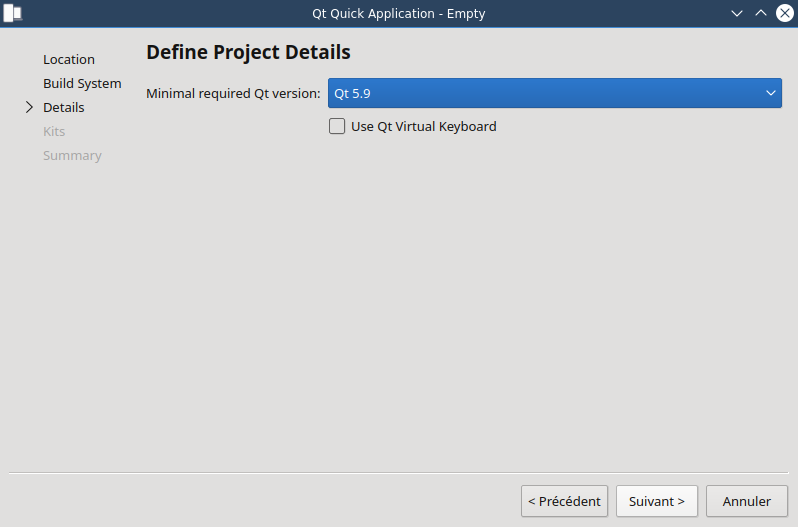 Qt Quick Application - Empty
Location
Build System
Details
Kits
Summary
Define Project Details
Minimal required Qt version: Qt 5.9
Use Qt Virtual Keyboard
< Précédent Suivant > Annuler